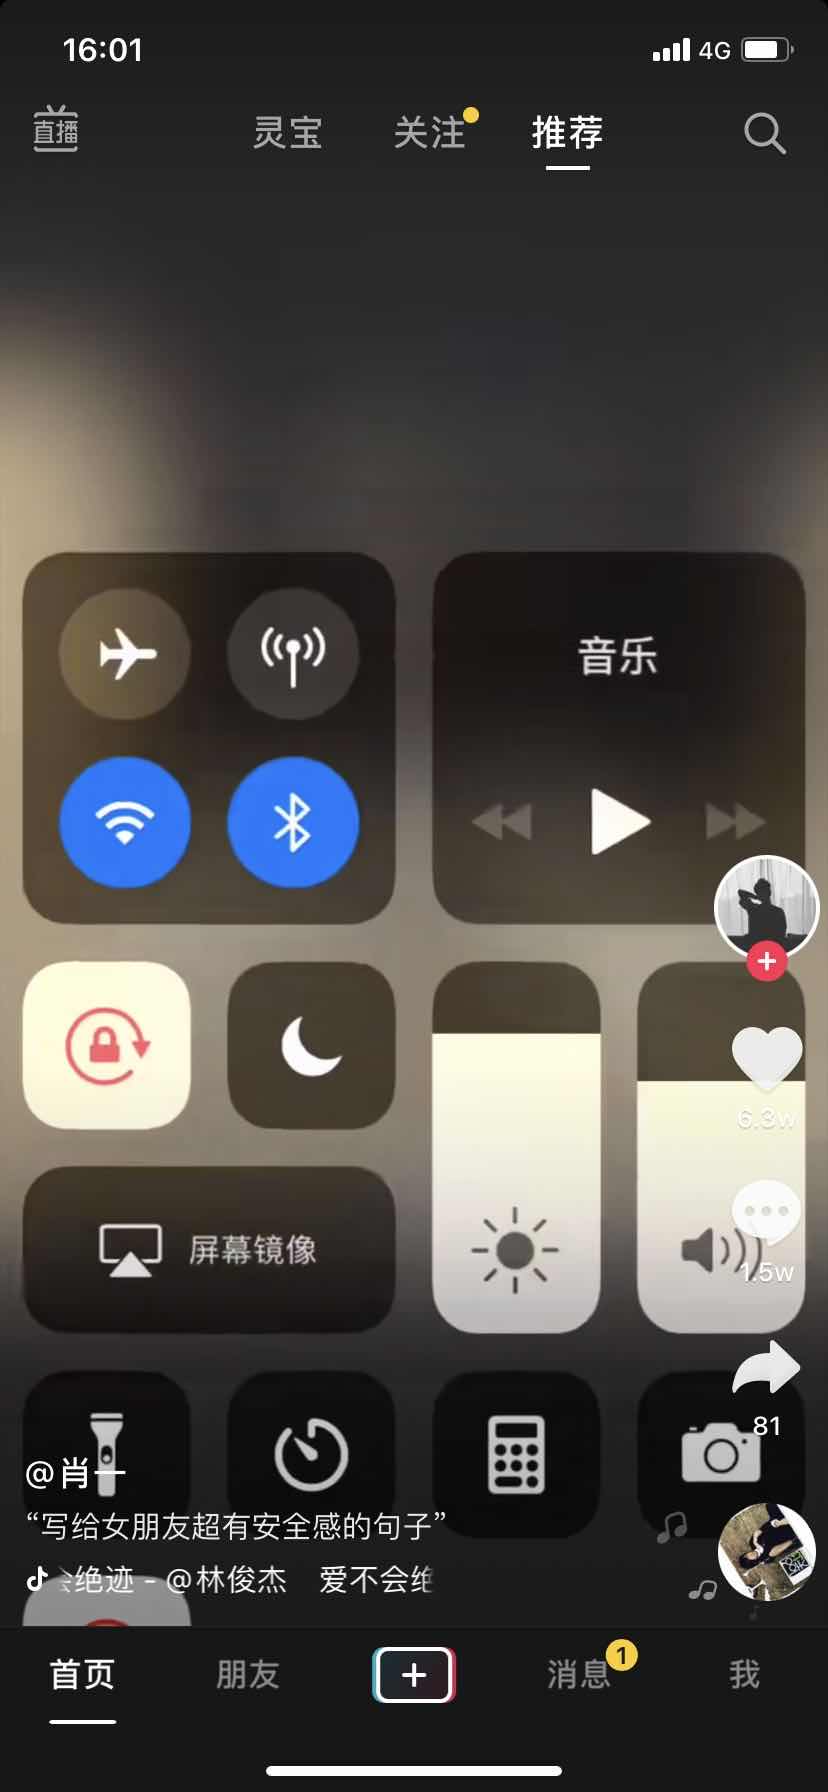 16:01
4G
直播
灵宝
关注
推荐
音乐
屏幕镜像
6.3w
1.5w
81
@肖一
“写给女朋友超有安全感的句子”
绝迹 - @林俊杰 爱不会绝
首页
朋友
消息
1
我